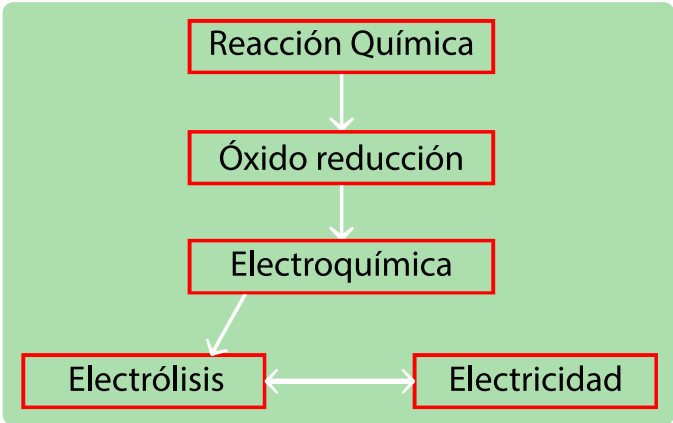 Reacción Química
Óxido reducción
Electroquímica
Electrólisis
Electricidad